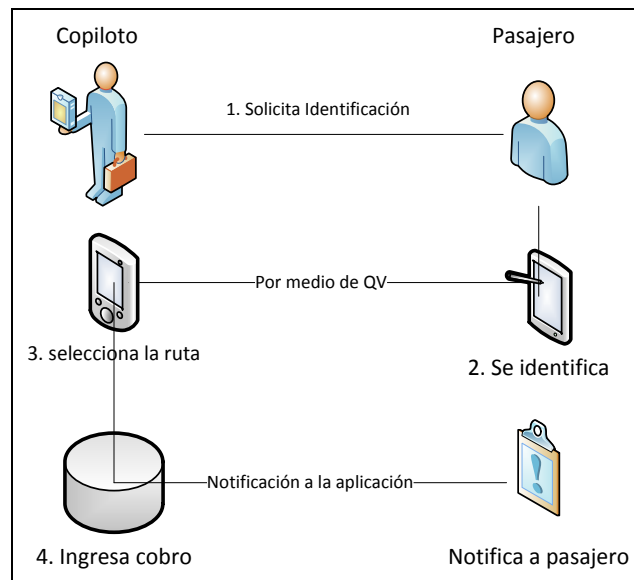 Copiloto
Pasajero
1. Solicita Identificación
Por medio de QV
3. selecciona la ruta
2. Se identifica
Notificación a la aplicación
4. Ingresa cobro
Notifica a pasajero